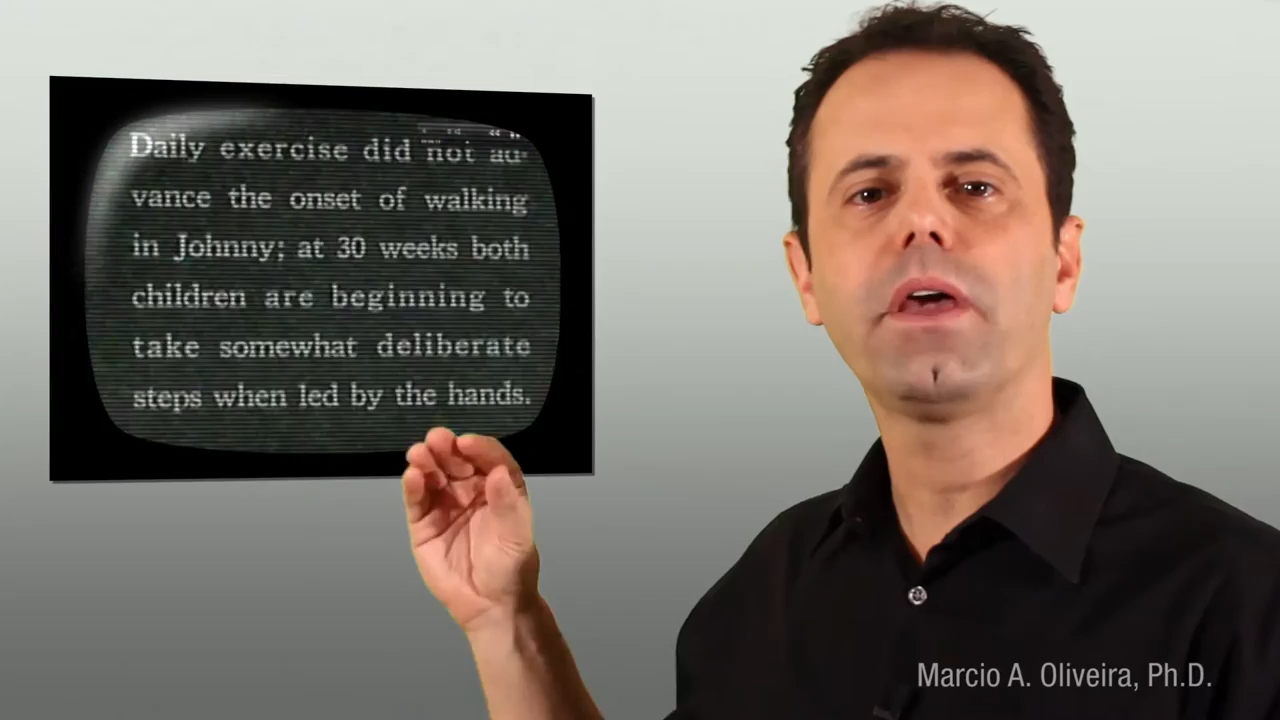 Daily exercise did not ad-
vance the onset of walking
in Johnny; at 30 weeks both
children are beginning to
take somewhat deliberate
steps when led by the hands.
Marcio A. Oliveira, Ph.D.